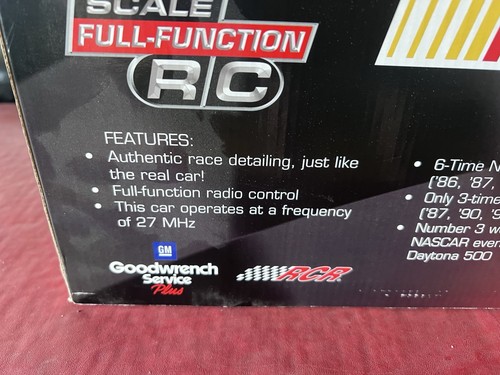 SCALE
FULL-FUNCTION
R/C
FEATURES:
• Authentic race detailing, just like
the real car!
• Full-function radio control
• This car operates at a frequency
of 27 MHz
GM
Goodwrench
Service
Plus
RCR
• 6-Time N
('86, '87,
• Only 3-time
('87, '90, '9
• Number 3 w
NASCAR even
Daytona 500